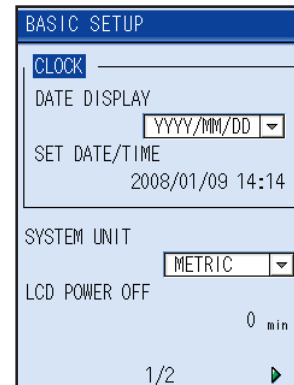 BASIC SETUP
CLOCK
DATE DISPLAY
YYYY/MM/DD
SET DATE/TIME
2008/01/09 14:14
SYSTEM UNIT
METRIC
LCD POWER OFF
0 min
1/2